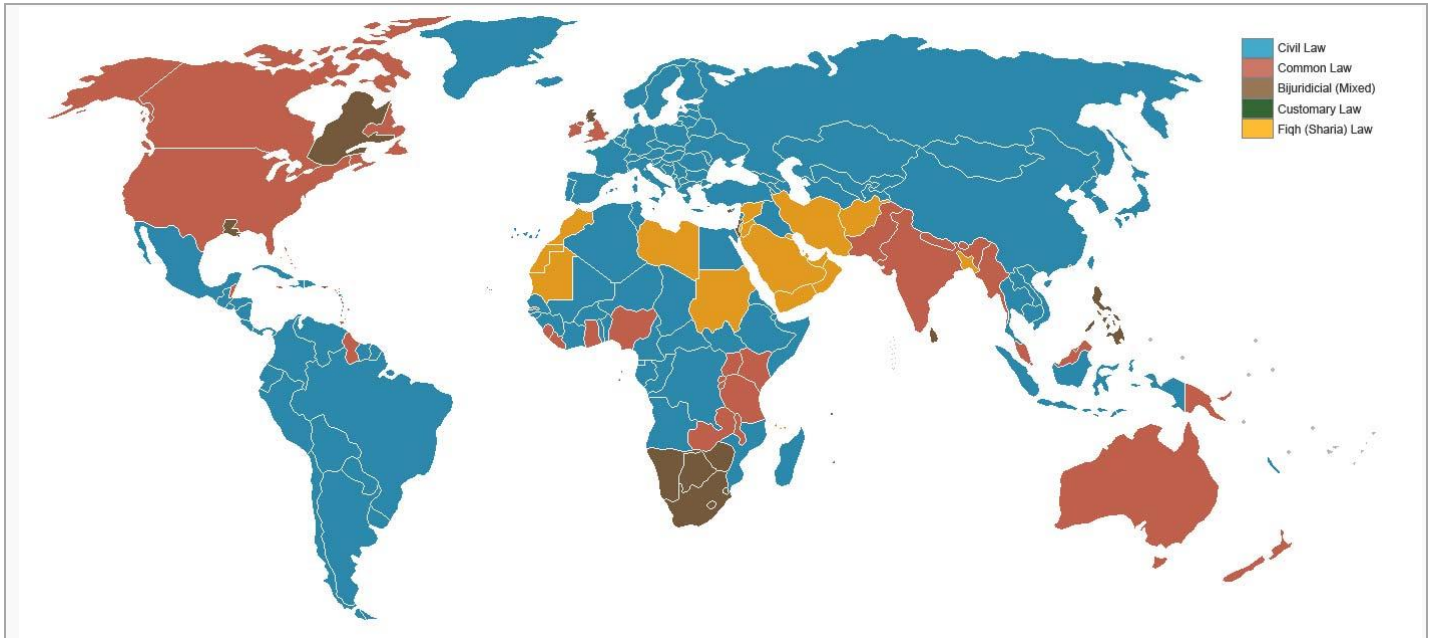 Civil Law
Common Law
Bijuridicial (Mixed)
Customary Law
Fiqh (Sharia) Law